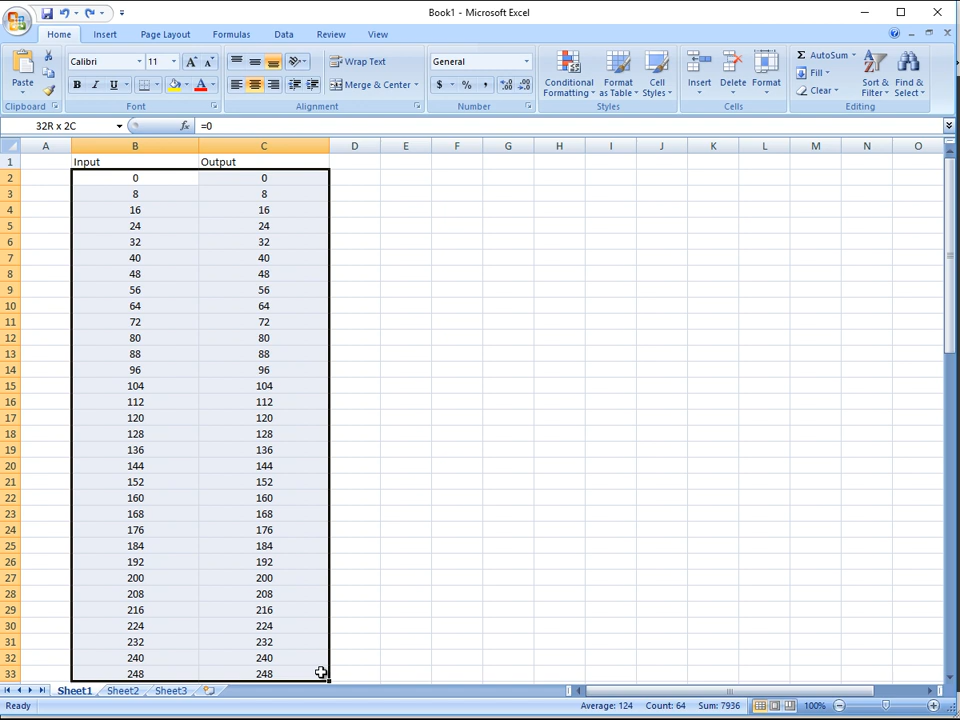 Book1 - Microsoft Excel
Home Insert Page Layout Formulas Data Review View
Paste
Calibri 11 A A
B I U A
Wrap Text
Merge & Center
General
$ % , .00 .0
Conditional Formatting
Format as Table
Cell Styles
Insert
Delete
Format
Σ AutoSum
Fill
Clear
Sort & Filter
Find & Select
Clipboard Font Alignment Number Styles Cells Editing
32R x 2C fx =0
A B C D E F G H I J K L M N O
1 Input Output
2 0 0
3 8 8
4 16 16
5 24 24
6 32 32
7 40 40
8 48 48
9 56 56
10 64 64
11 72 72
12 80 80
13 88 88
14 96 96
15 104 104
16 112 112
17 120 120
18 128 128
19 136 136
20 144 144
21 152 152
22 160 160
23 168 168
24 176 176
25 184 184
26 192 192
27 200 200
28 208 208
29 216 216
30 224 224
31 232 232
32 240 240
33 248 248
Sheet1 Sheet2 Sheet3
Ready Average: 124 Count: 64 Sum: 7936 100%